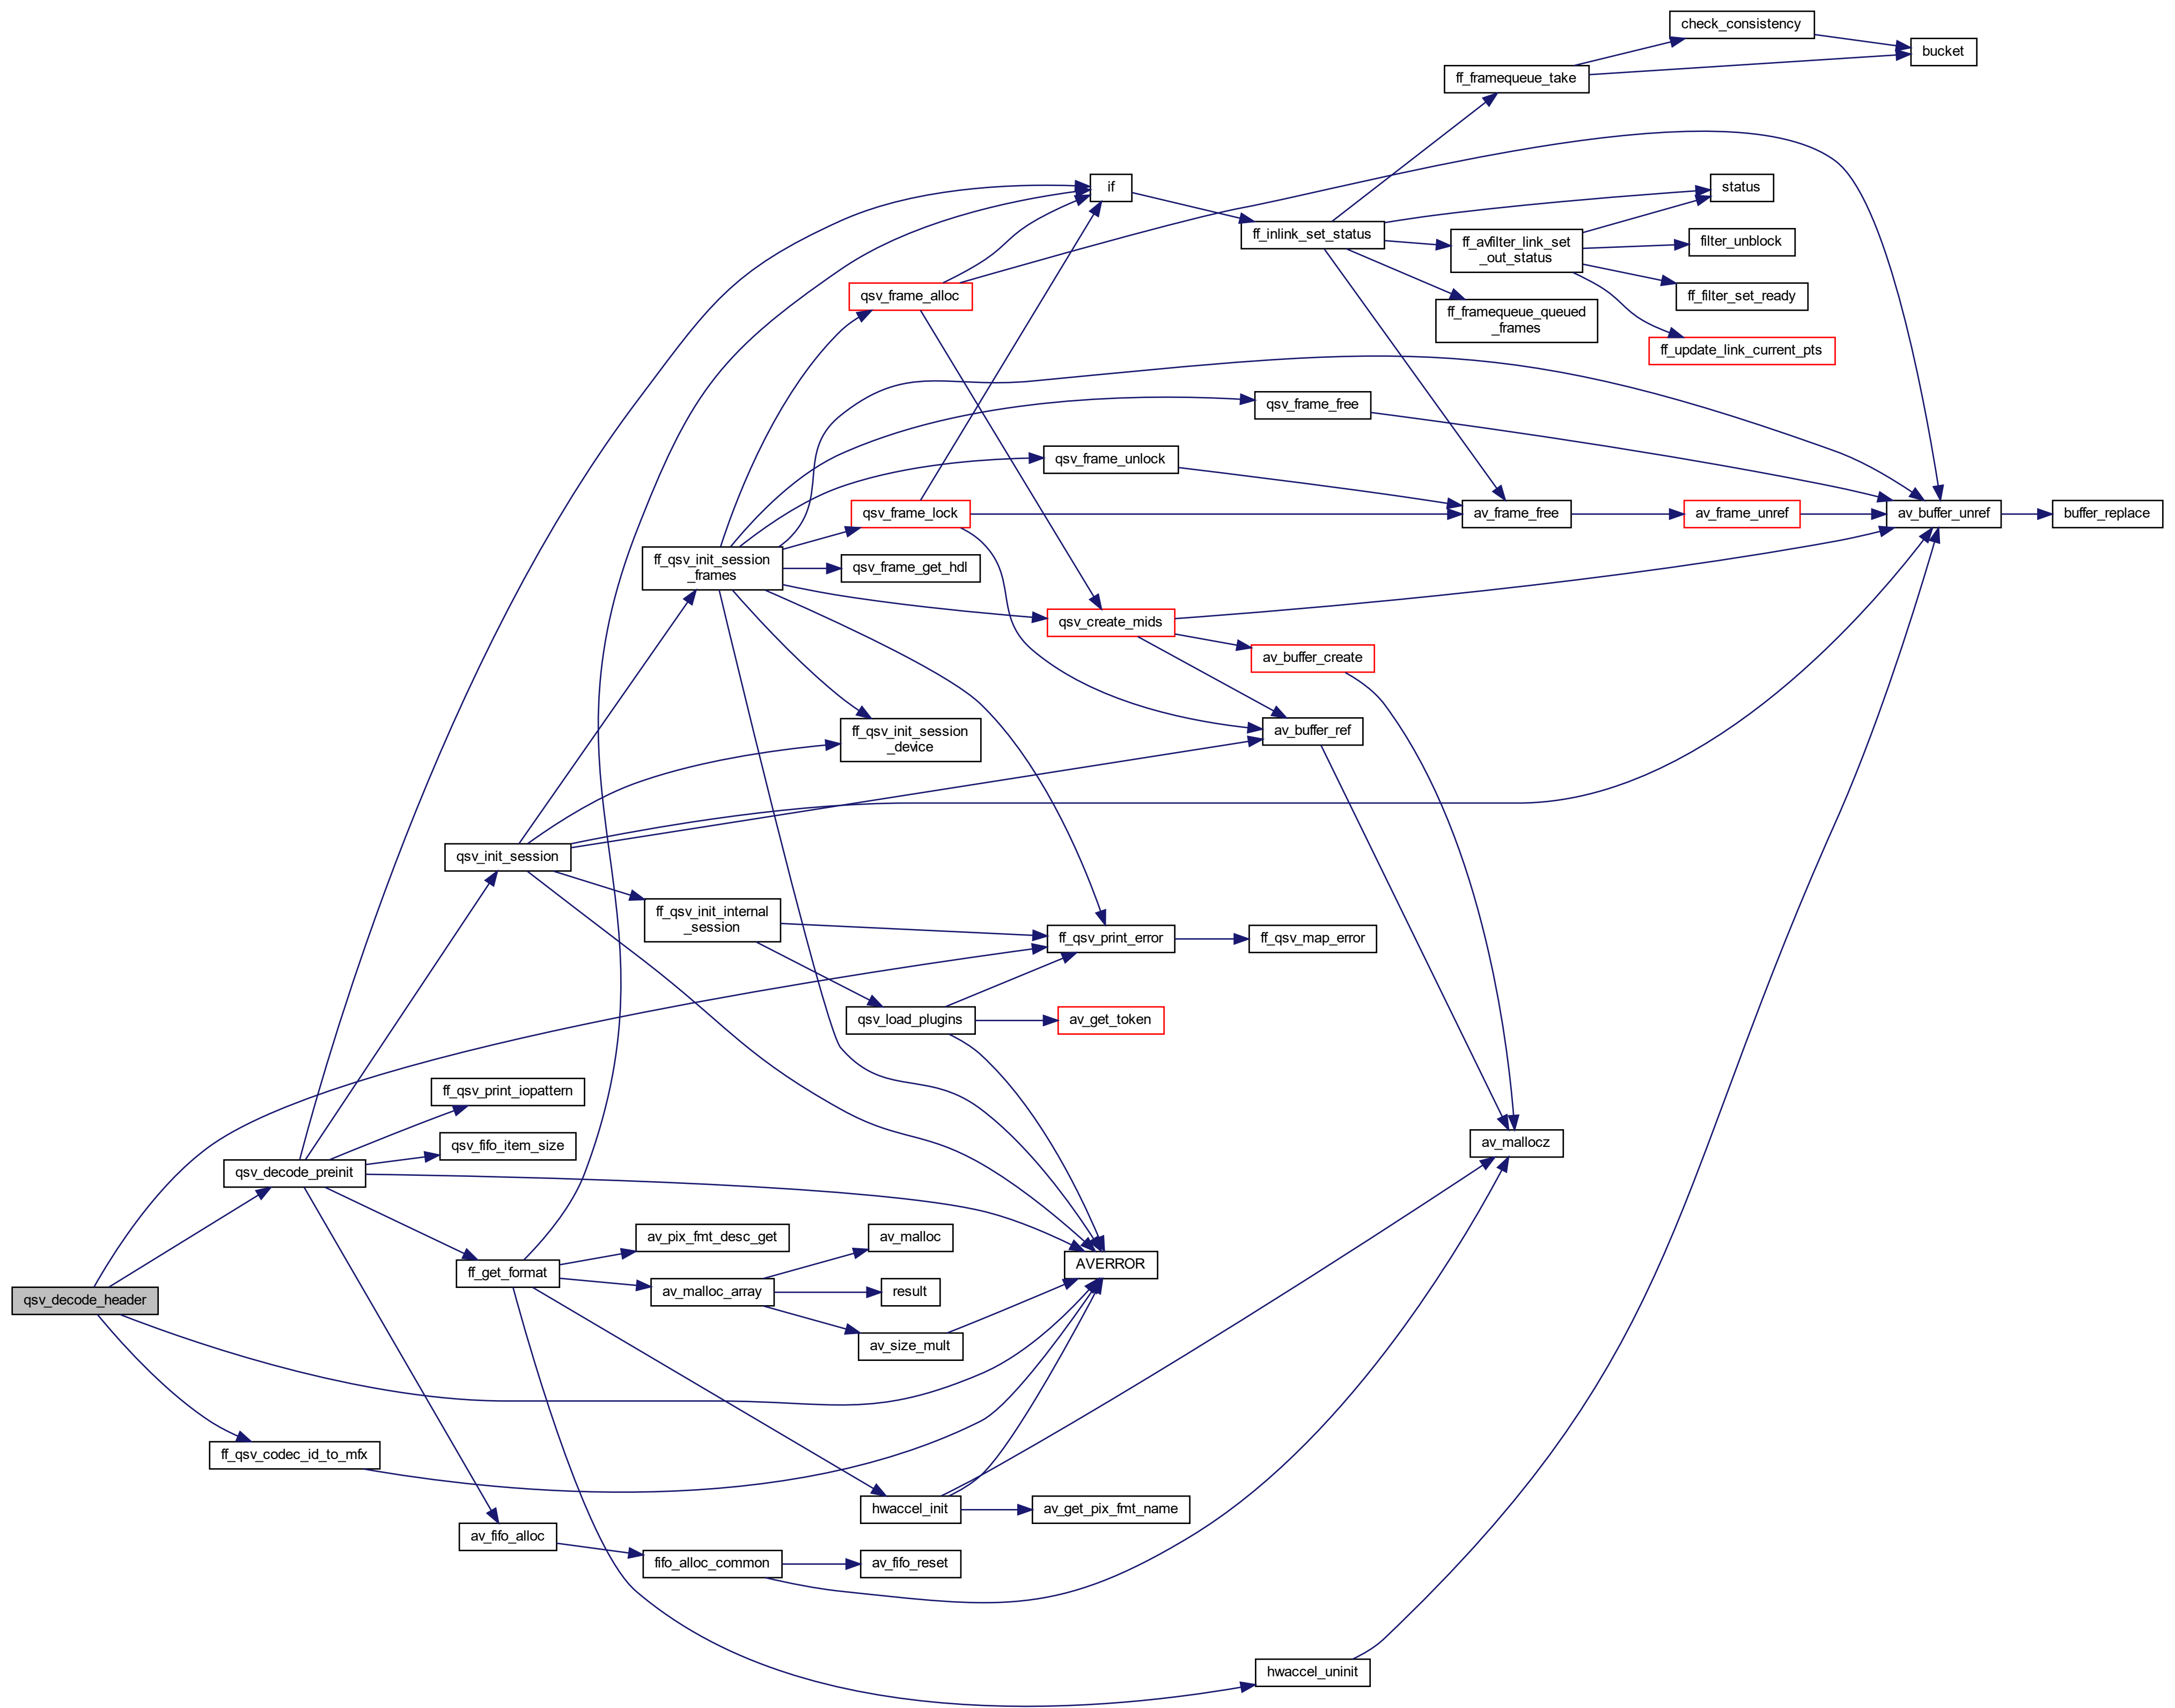 check_consistency
bucket
ff_framequeue_take
if
status
ff_inlink_set_status
ff_avfilter_link_set
_out_status
filter_unblock
qsv_frame_alloc
ff_filter_set_ready
ff_framequeue_queued
_frames
ff_update_link_current_pts
qsv_frame_free
qsv_frame_unlock
qsv_frame_lock
av_frame_free
av_frame_unref
av_buffer_unref
buffer_replace
ff_qsv_init_session
_frames
qsv_frame_get_hdl
qsv_create_mids
av_buffer_create
ff_qsv_init_session
_device
av_buffer_ref
qsv_init_session
ff_qsv_init_internal
_session
ff_qsv_print_error
ff_qsv_map_error
qsv_load_plugins
av_get_token
ff_qsv_print_iopattern
qsv_fifo_item_size
av_mallocz
qsv_decode_preinit
av_pix_fmt_desc_get
av_malloc
ff_get_format
AVERROR
av_malloc_array
result
qsv_decode_header
av_size_mult
ff_qsv_codec_id_to_mfx
hwaccel_init
av_get_pix_fmt_name
av_fifo_alloc
fifo_alloc_common
av_fifo_reset
hwaccel_uninit